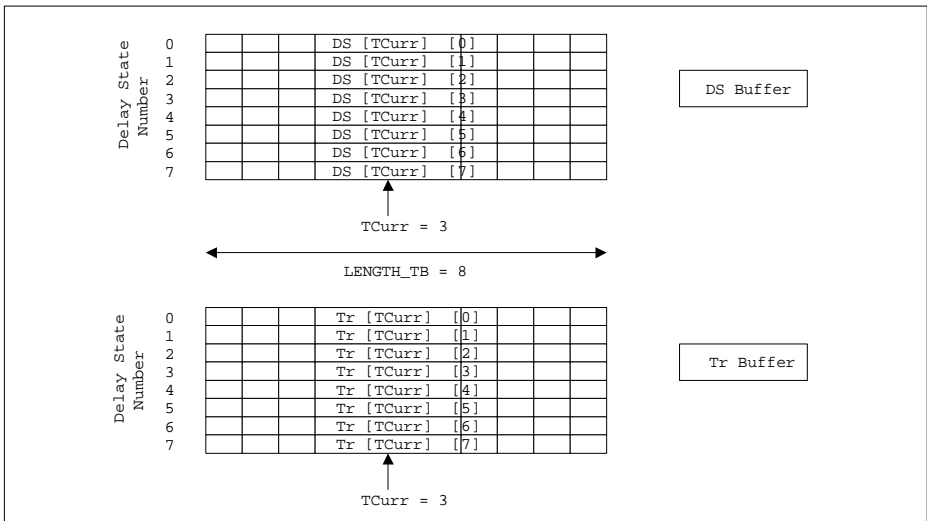 Delay State
Number
0 DS [TCurr] [0]
1 DS [TCurr] [1]
2 DS [TCurr] [2]
3 DS [TCurr] [3]
4 DS [TCurr] [4]
5 DS [TCurr] [5]
6 DS [TCurr] [6]
7 DS [TCurr] [7]
DS Buffer
TCurr = 3
LENGTH_TB = 8
Delay State
Number
0 Tr [TCurr] [0]
1 Tr [TCurr] [1]
2 Tr [TCurr] [2]
3 Tr [TCurr] [3]
4 Tr [TCurr] [4]
5 Tr [TCurr] [5]
6 Tr [TCurr] [6]
7 Tr [TCurr] [7]
Tr Buffer
TCurr = 3